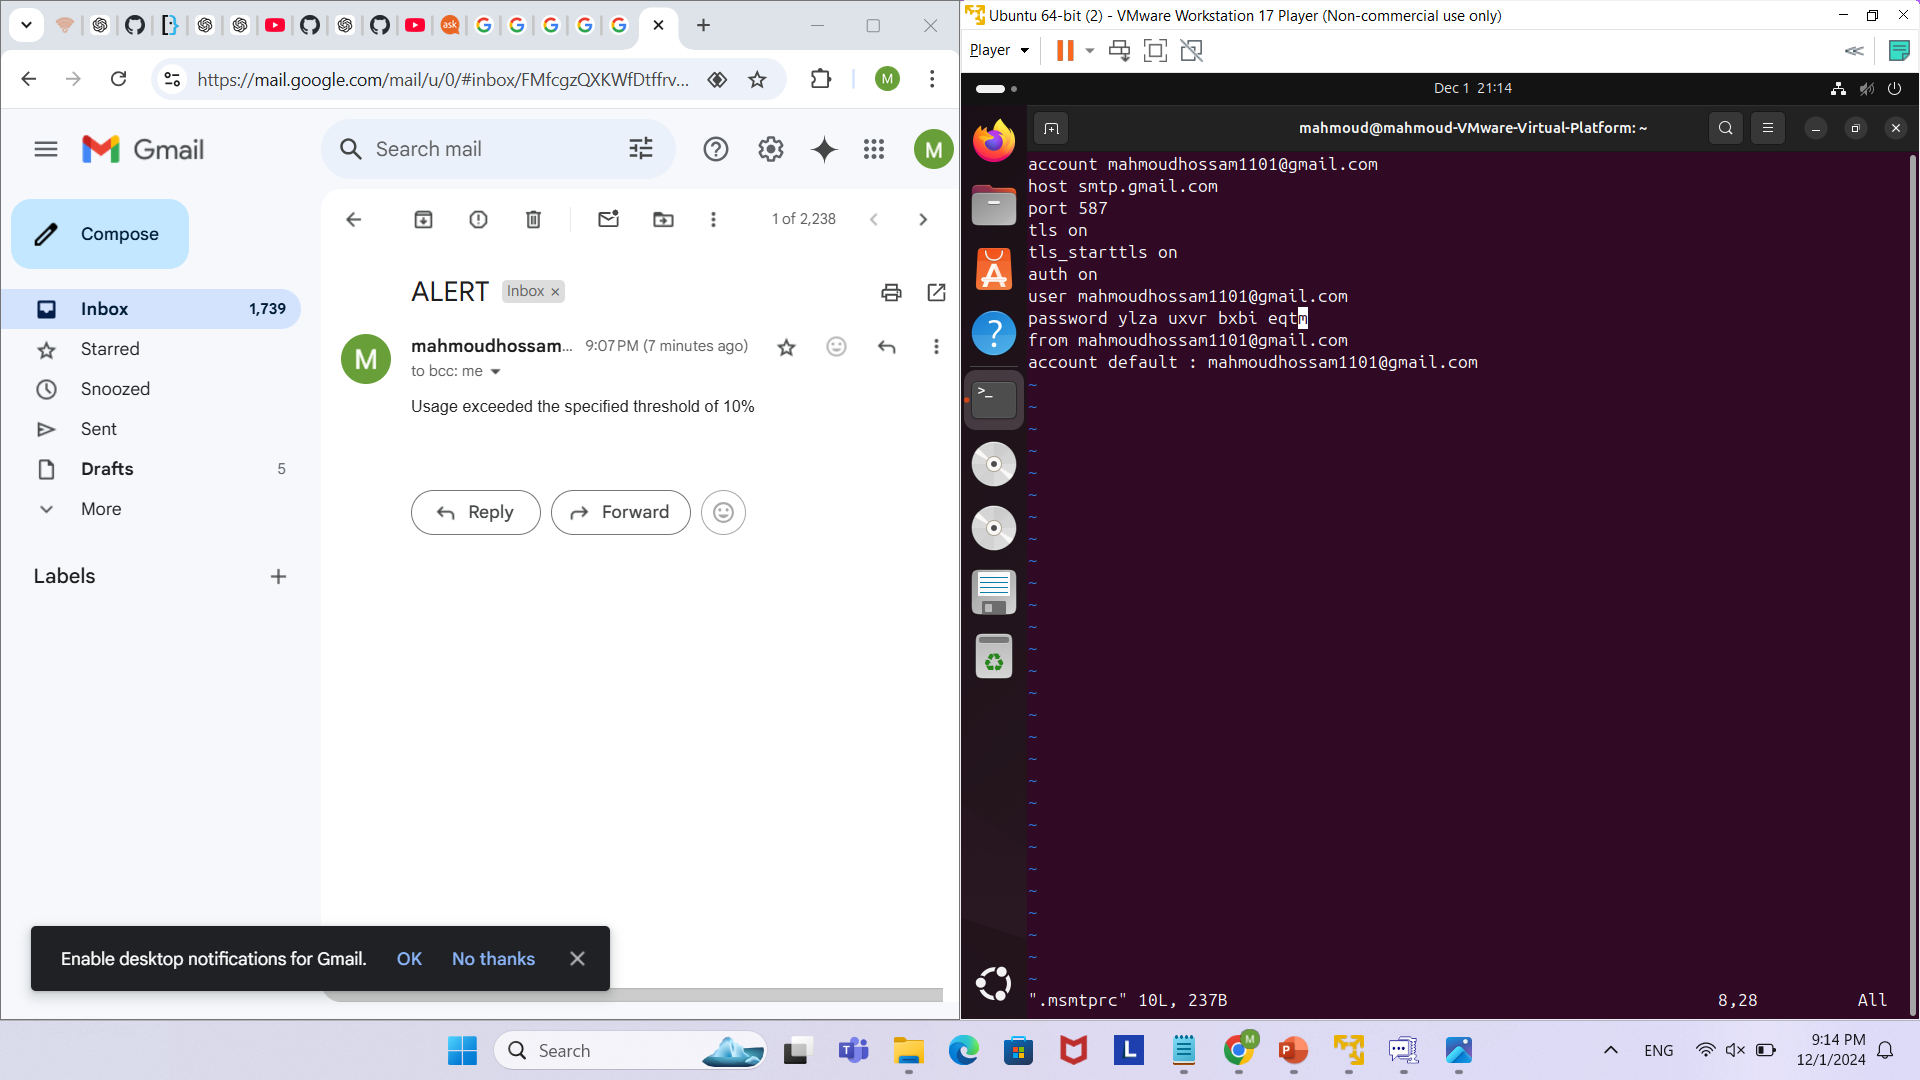 https://mail.google.com/mail/u/0/#inbox/FMfcgzQXKWfDtffrv...
M
Gmail
Search mail
M
Compose
1 of 2,238
Inbox 1,739
Starred
Snoozed
Sent
Drafts 5
More
Labels
ALERT Inbox ×
M
mahmoudhossam... 9:07 PM (7 minutes ago)
to bcc: me
Usage exceeded the specified threshold of 10%
Reply
Forward
Enable desktop notifications for Gmail. OK No thanks
Ubuntu 64-bit (2) - VMware Workstation 17 Player (Non-commercial use only)
Player
Dec 1 21:14
mahmoud@mahmoud-VMware-Virtual-Platform: ~
account mahmoudhossam1101@gmail.com
host smtp.gmail.com
port 587
tls on
tls_starttls on
auth on
user mahmoudhossam1101@gmail.com
password ylza uxvr bxbi eqtm
from mahmoudhossam1101@gmail.com
account default : mahmoudhossam1101@gmail.com
".msmtprc" 10L, 237B 8,28 All
Search
ENG
9:14 PM
12/1/2024